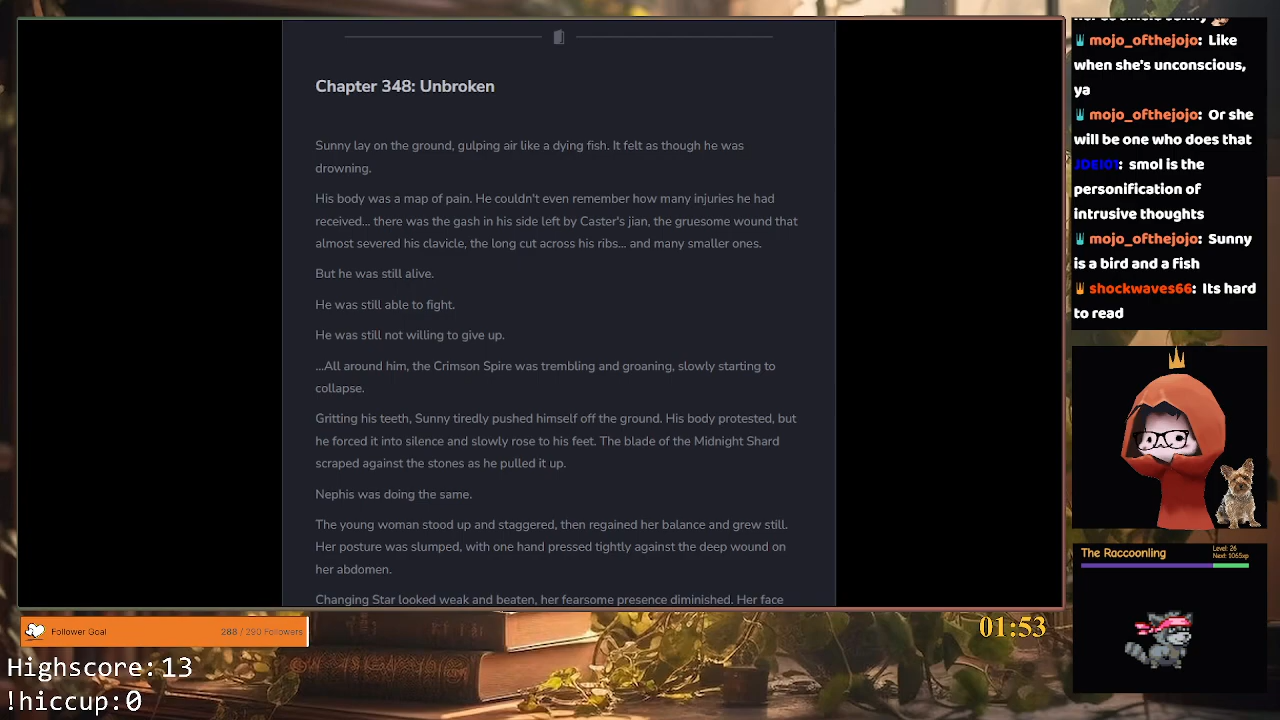 Chapter 348: Unbroken
Sunny lay on the ground, gulping air like a dying fish. It felt as though he was
drowning.
His body was a map of pain. He couldn't even remember how many injuries he had
received... there was the gash in his side left by Caster's jian, the gruesome wound that
almost severed his clavicle, the long cut across his ribs... and many smaller ones.
But he was still alive.
He was still able to fight.
He was still not willing to give up.
...All around him, the Crimson Spire was trembling and groaning, slowly starting to
collapse.
Gritting his teeth, Sunny tiredly pushed himself off the ground. His body protested, but
he forced it into silence and slowly rose to his feet. The blade of the Midnight Shard
scraped against the stones as he pulled it up.
Nephis was doing the same.
The young woman stood up and staggered, then regained her balance and grew still.
Her posture was slumped, with one hand pressed tightly against the deep wound on
her abdomen.
Changing Star looked weak and beaten, her fearsome presence diminished. Her face
mojo_ofthejojo: Like
when she's unconscious,
ya
mojo_ofthejojo: Or she
will be one who does that
JDEI01: smol is the
personification of
intrusive thoughts
mojo_ofthejojo: Sunny
is a bird and a fish
shockwaves66: Its hard
to read
The Raccoonling
Level: 26
Next: 1065xp
Follower Goal
288 / 290 Followers
01:53
Highscore:13
!hiccup:0